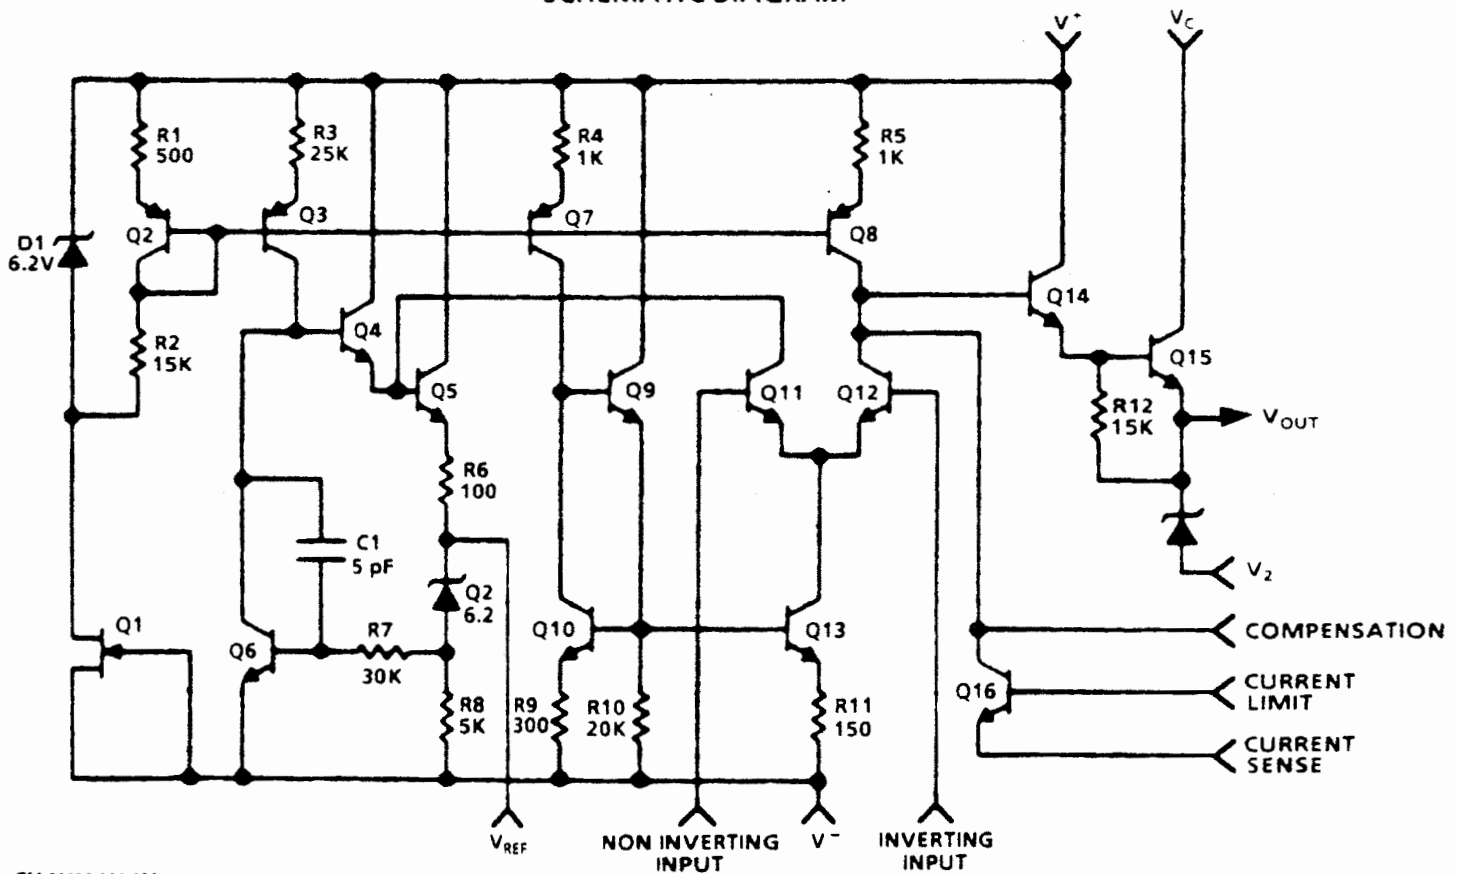 V+
VC
R1
500
R3
25K
R4
1K
R5
1K
Q2
Q3
Q7
Q8
D1
6.2V
Q14
R2
15K
Q4
Q5
Q9
Q11
Q12
Q15
R12
15K
VOUT
R6
100
C1
5 pF
Q2
6.2
V2
Q1
Q6
R7
30K
Q10
Q13
COMPENSATION
R8
5K
R9
300
R10
20K
R11
150
Q16
CURRENT
LIMIT
CURRENT
SENSE
VREF
NON INVERTING
INPUT
V-
INVERTING
INPUT